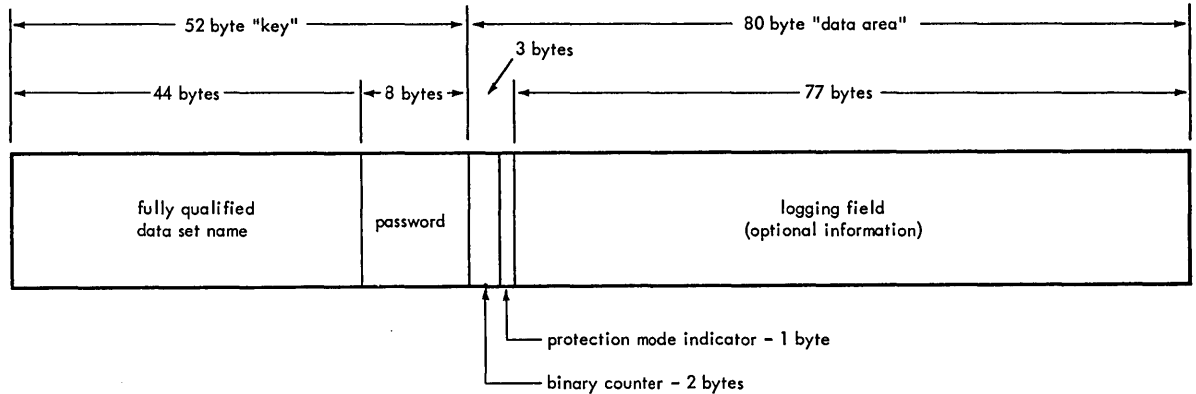 52 byte "key"
80 byte "data area"
3 bytes
44 bytes
8 bytes
77 bytes
fully qualified
data set name
password
logging field
(optional information)
protection mode indicator - 1 byte
binary counter - 2 bytes